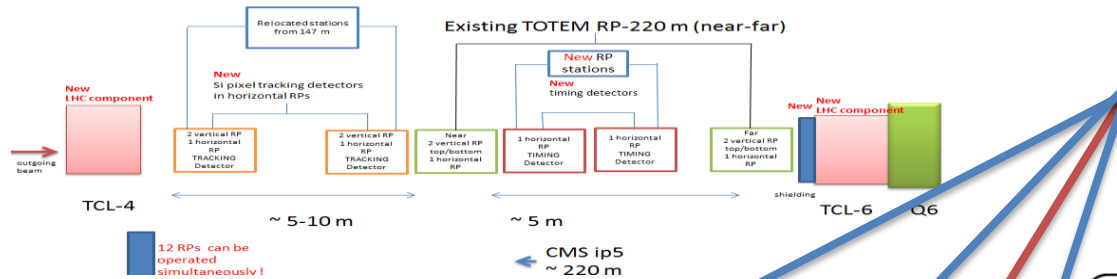 Relocated stations
from 147 m
Existing TOTEM RP-220 m (near-far)
New
Si pixel tracking detectors
in horizontal RPs
New RP
stations
New
timing detectors
New
LHC component
New
New
LHC component
outgoing
beam
2 vertical RP
1 horizontal
RP
TRACKING
Detector
2 vertical RP
1 horizontal
RP
TRACKING
Detector
Near
2 vertical RP
top/bottom
1 horizontal
RP
1 horizontal
RP
TIMING
Detector
1 horizontal
RP
TIMING
Detector
Far
2 vertical RP
top/bottom
1 horizontal
RP
shielding
TCL-4
~ 5-10 m
~ 5 m
TCL-6
Q6
12 RPs can be
operated
simultaneously !
CMS ip5
~ 220 m